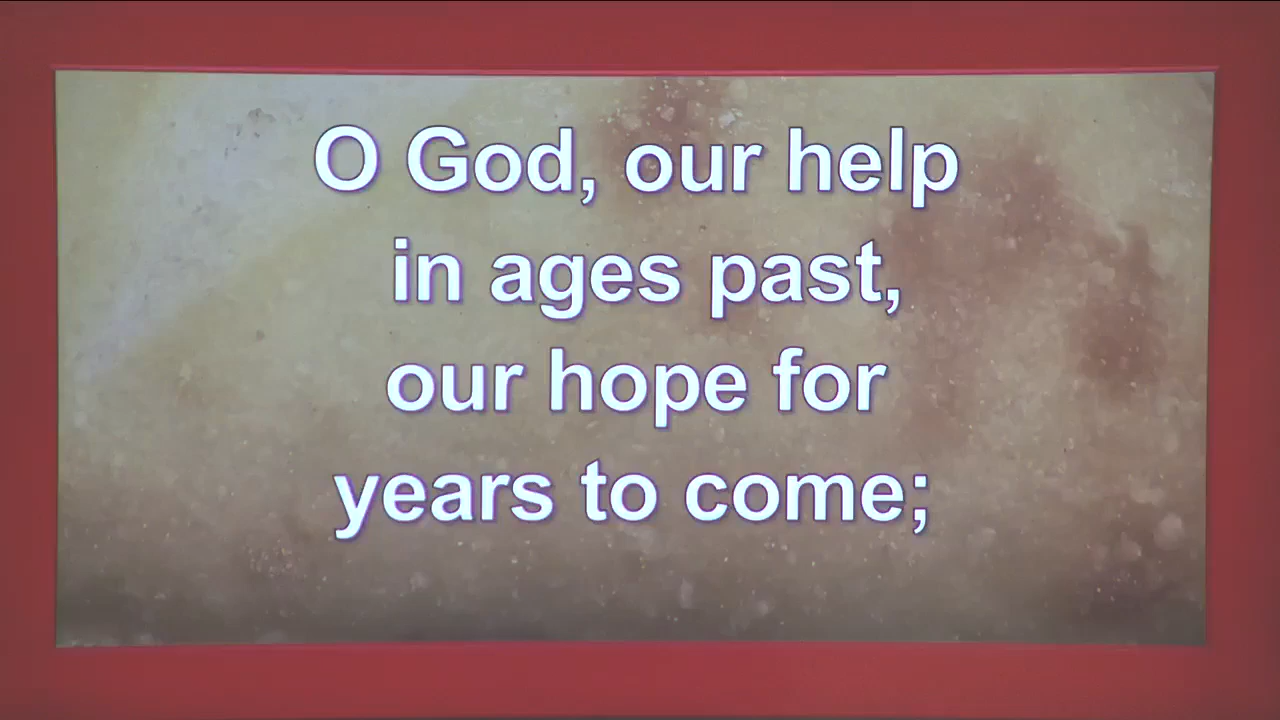 O God, our help
in ages past,
our hope for
years to come;